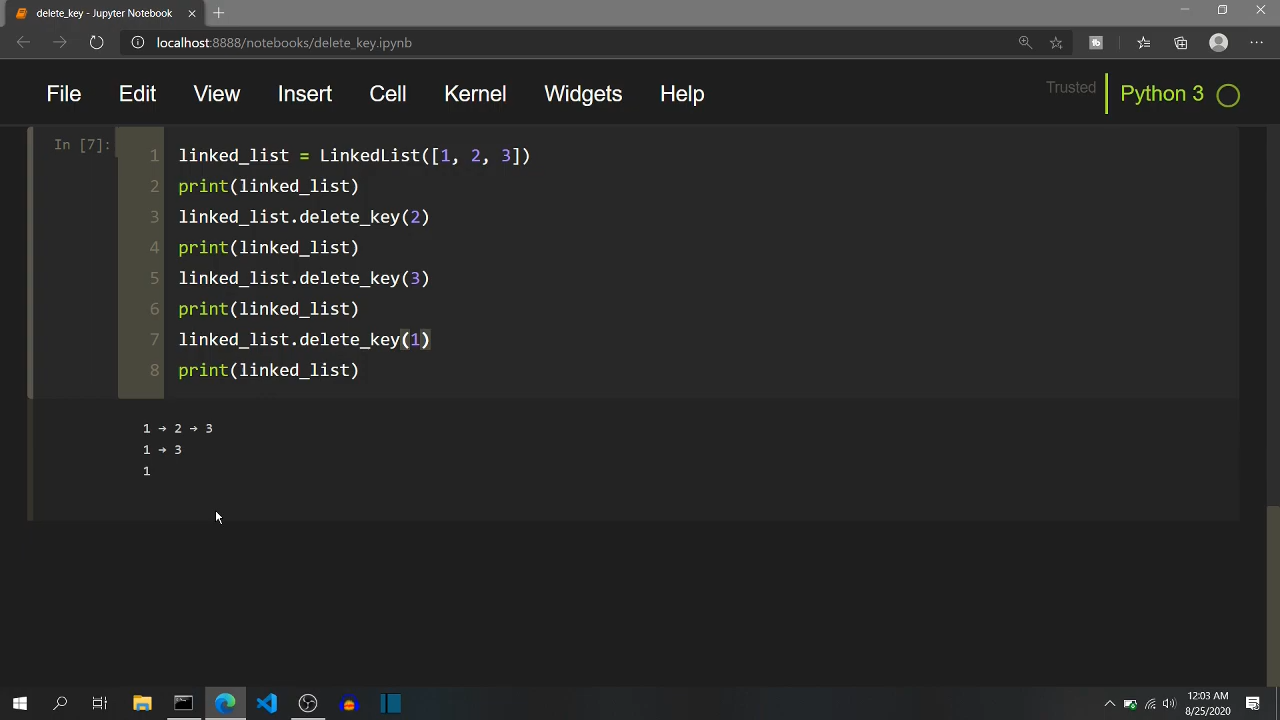 delete_key - Jupyter Notebook
localhost:8888/notebooks/delete_key.ipynb
File Edit View Insert Cell Kernel Widgets Help Trusted Python 3
In [7]:
1 linked_list = LinkedList([1, 2, 3])
2 print(linked_list)
3 linked_list.delete_key(2)
4 print(linked_list)
5 linked_list.delete_key(3)
6 print(linked_list)
7 linked_list.delete_key(1)
8 print(linked_list)
1 → 2 → 3
1 → 3
1
12:03 AM
8/25/2020